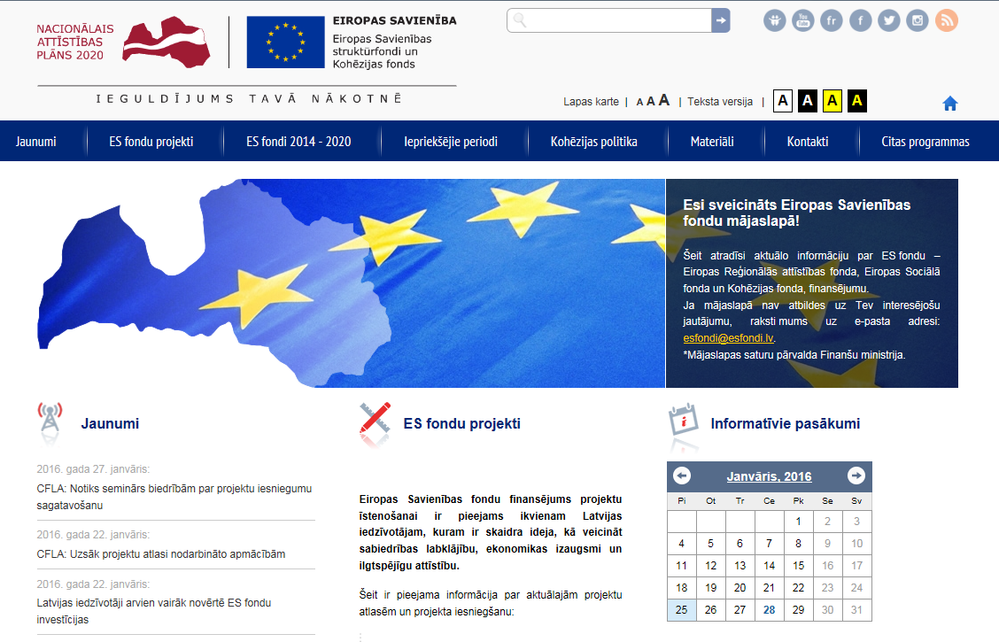 NACIONĀLAIS
ATTĪSTĪBAS
PLĀNS 2020
EIROPAS SAVIENĪBA
Eiropas Savienības
struktūrfondu un
Kohēzijas fonds
IEGULDĪJUMS TAVĀ NĀKOTNĒ
You Tube fr f
Lapas karte | A A A | Teksta versija | A A A A
Jaunumi ES fondu projekti ES fondi 2014 - 2020 Iepriekšējie periodi Kohēzijas politika Materiāli Kontakti Citas programmas
Esi sveicināts Eiropas Savienības
fondu mājaslapā!
Šeit atradīsi aktuālo informāciju par ES fondu –
Eiropas Reģionālās attīstības fonda, Eiropas Sociālā
fonda un Kohēzijas fonda, finansējumu.
Ja mājaslapā nav atbildes uz Tev interesējošu
jautājumu, raksti mums uz e-pasta adresi:
esfondi@esfondi.lv.
*Mājaslapas saturu pārvalda Finanšu ministrija.
Jaunumi
2016. gada 27. janvāris:
CFLA: Notiks seminārs biedrībām par projektu iesniegumu
sagatavošanu
2016. gada 22. janvāris:
CFLA: Uzsāk projektu atlasi nodarbināto apmācībām
2016. gada 22. janvāris:
Latvijas iedzīvotāji arvien vairāk novērtē ES fondu
investīcijas
ES fondu projekti
Eiropas Savienības fondu finansējums projektu
īstenošanai ir pieejams ikvienam Latvijas
iedzīvotājam, kuram ir skaidra ideja, kā veicināt
sabiedrības labklājību, ekonomikas izaugsmi un
ilgtspējīgu attīstību.
Šeit ir pieejama informācija par aktuālajām projektu
atlasēm un projekta iesniegšanu:
Informatīvie pasākumi
Janvāris, 2016
Pi Ot Tr Ce Pk Se Sv
1 2 3
4 5 6 7 8 9 10
11 12 13 14 15 16 17
18 19 20 21 22 23 24
25 26 27 28 29 30 31